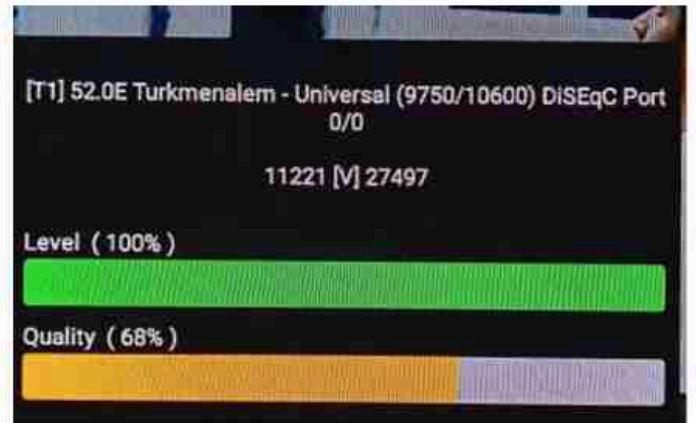 [T1] 52.0E Turkmenalem - Universal (9750/10600) DiSEqC Port
0/0
11221 [V] 27497
Level ( 100% )
Quality ( 68% )